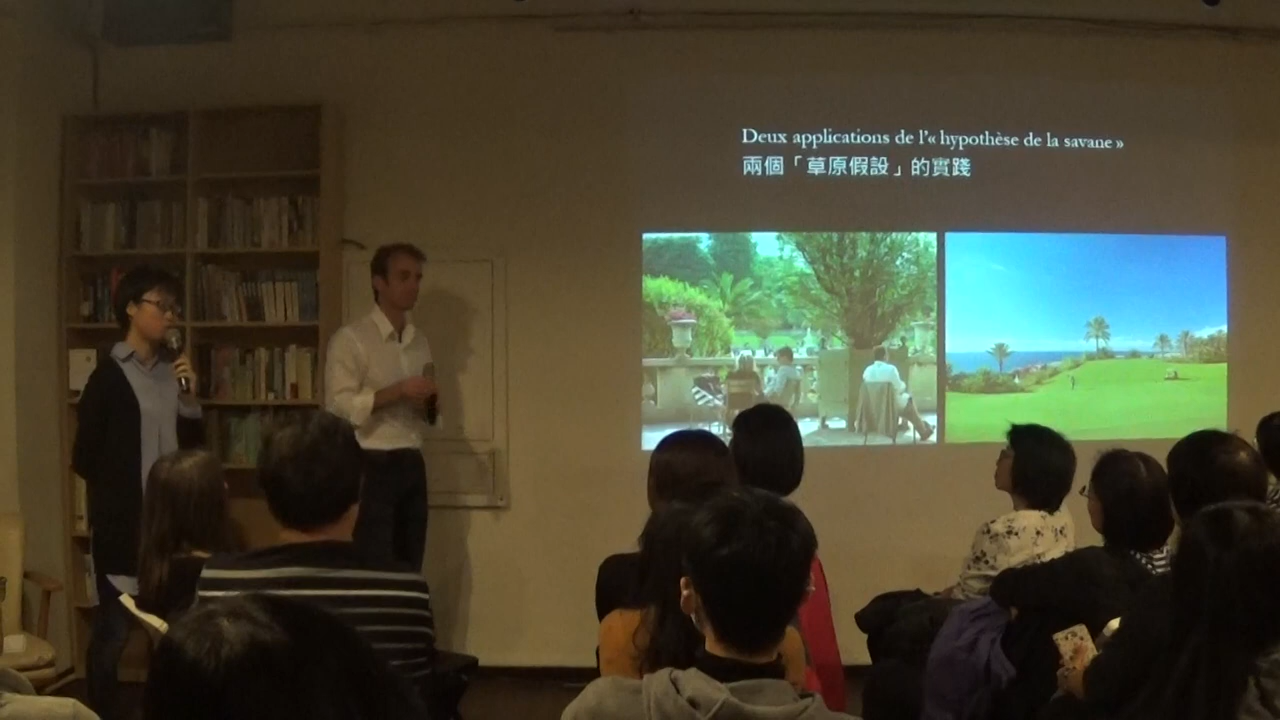 Deux applications de l'« hypothèse de la savane »
兩個「草原假設」的實踐